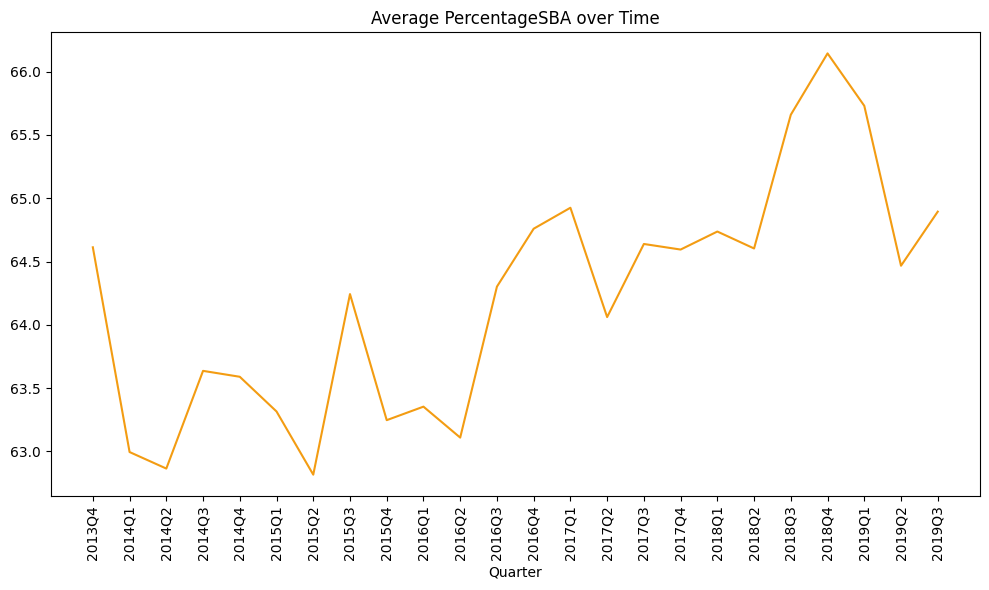 Average PercentageSBA over Time
66.0
65.5
65.0
64.5
64.0
63.5
63.0
2013Q4
2014Q1
2014Q2
2014Q3
2014Q4
2015Q1
2015Q2
2015Q3
2015Q4
2016Q1
2016Q2
2016Q3
2016Q4
2017Q1
2017Q2
2017Q3
2017Q4
2018Q1
2018Q2
2018Q3
2018Q4
2019Q1
2019Q2
2019Q3
Quarter